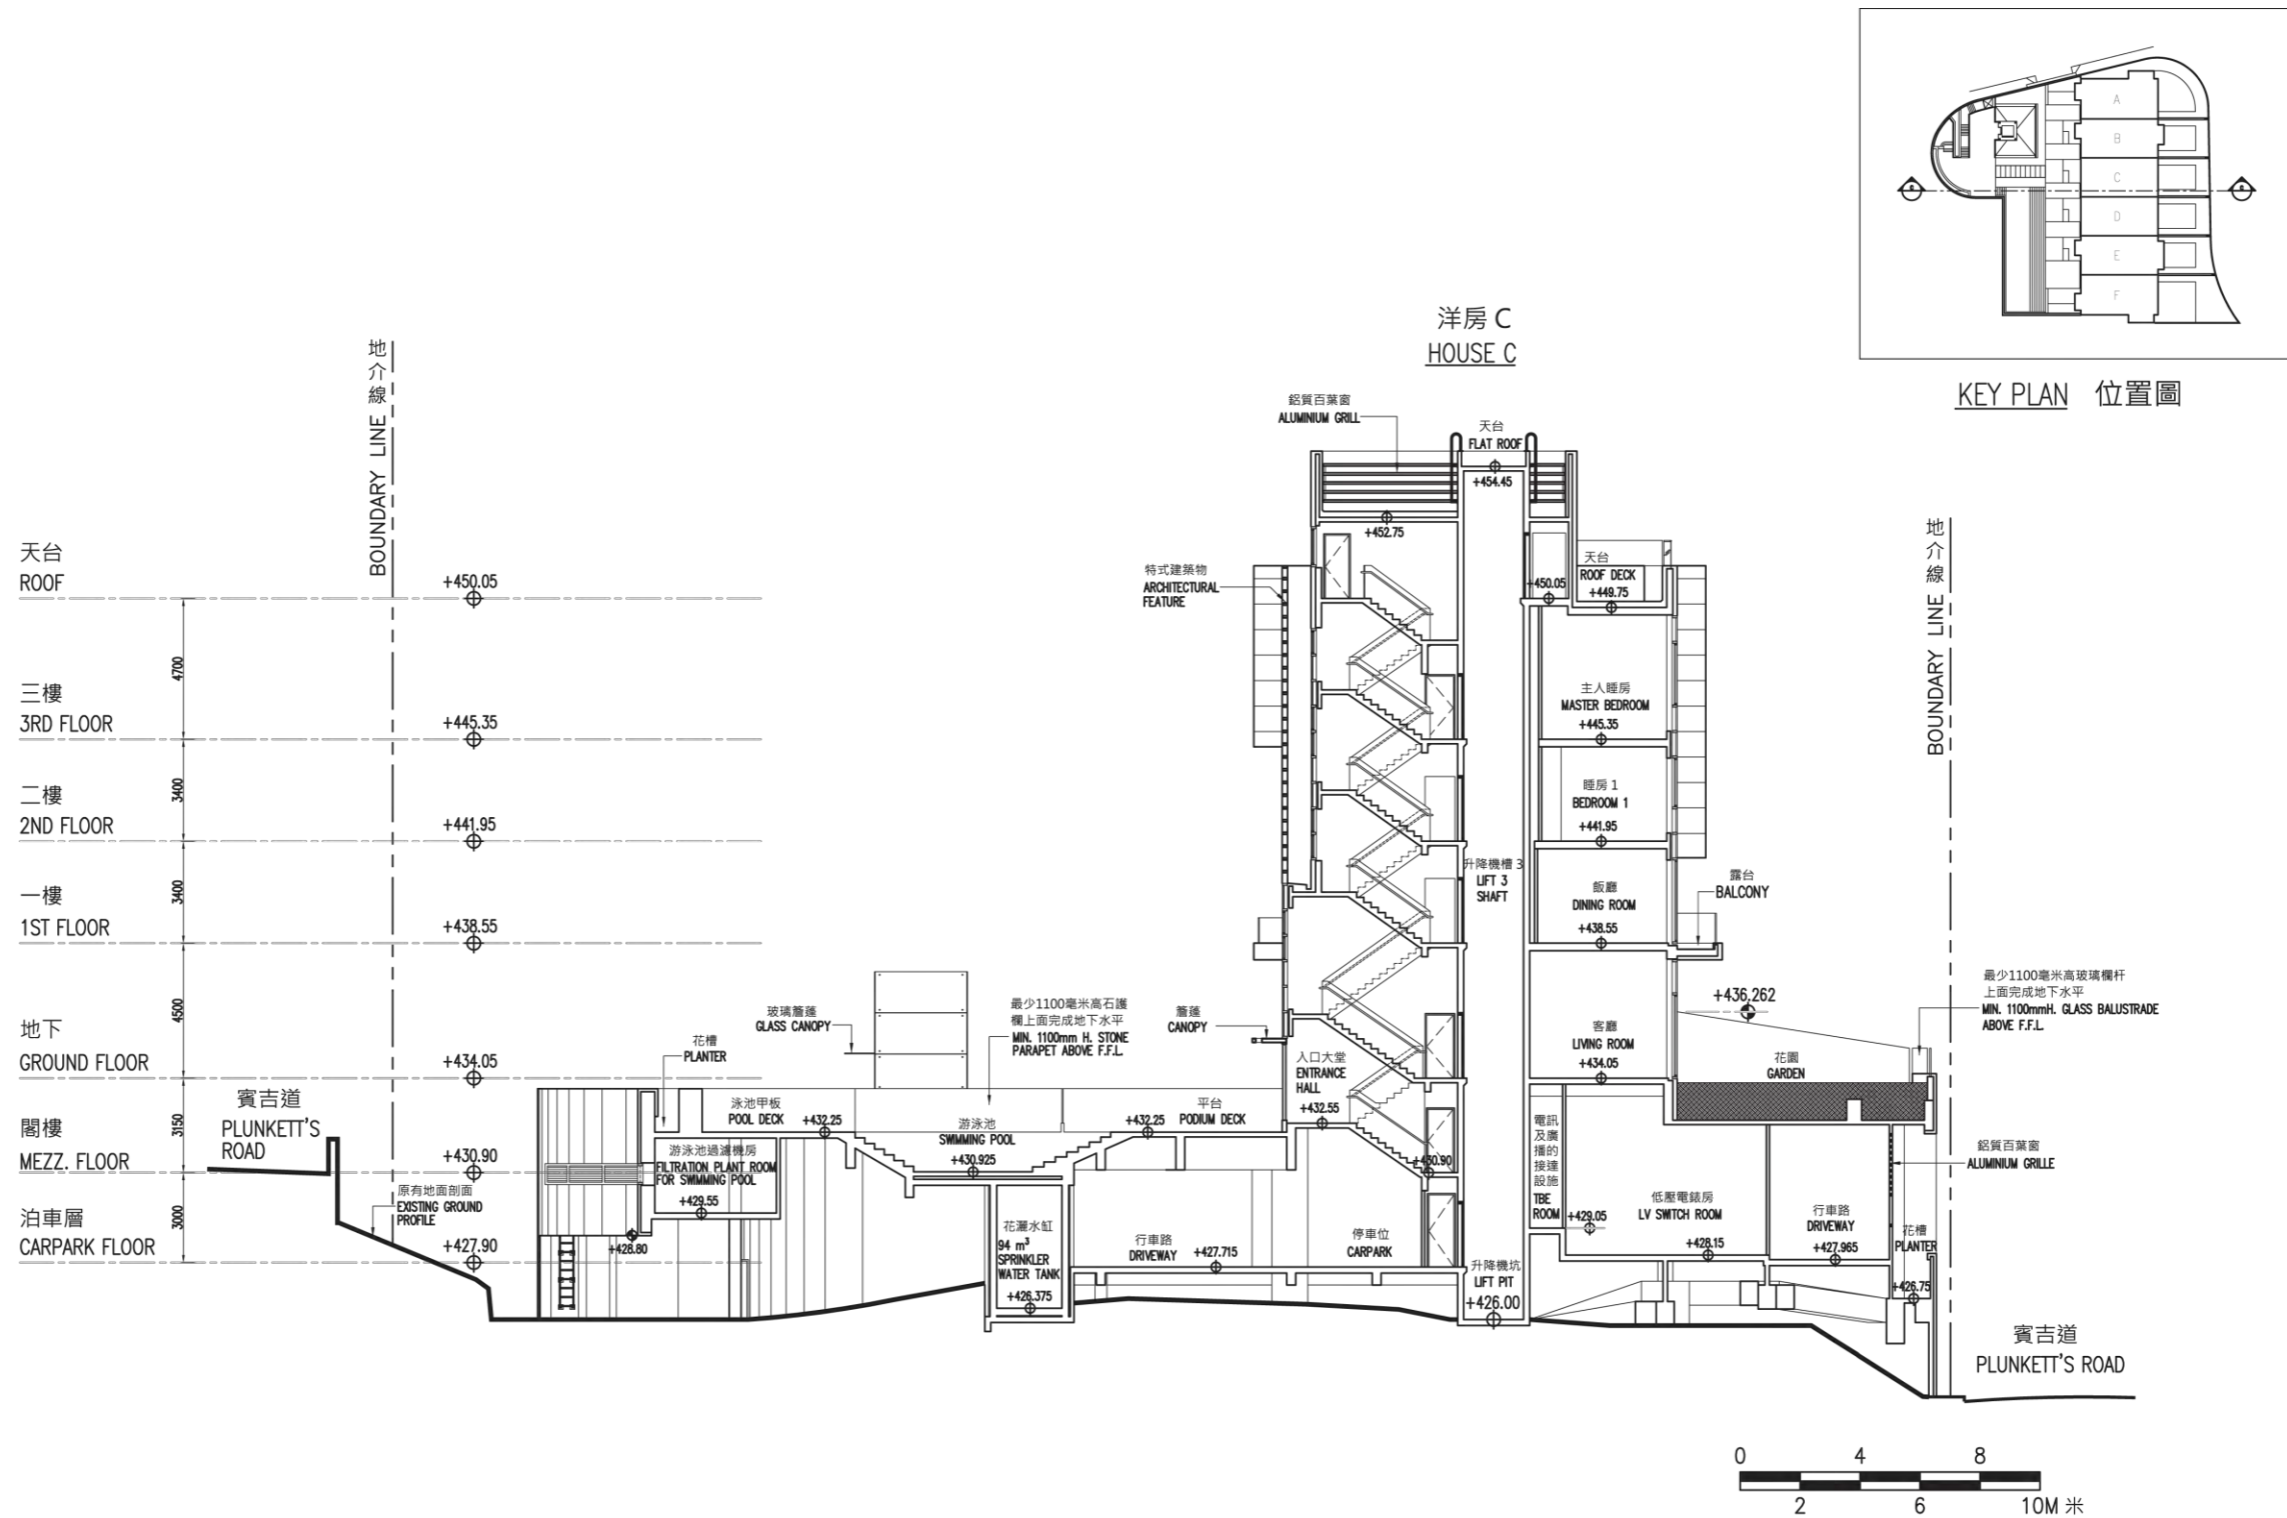 A
B
C
D
E
F
KEY PLAN 位置圖
洋房 C
HOUSE C
地介線 BOUNDARY LINE
天台
ROOF
+450.05
4700
三樓
3RD FLOOR
+445.35
3400
二樓
2ND FLOOR
+441.95
3400
一樓
1ST FLOOR
+438.55
4500
地下
GROUND FLOOR
+434.05
3150
閣樓
MEZZ. FLOOR
+430.90
3000
泊車層
CARPARK FLOOR
+427.90
賓吉道
PLUNKETT'S
ROAD
原有地面剖面
EXISTING GROUND
PROFILE
鋁質百葉窗
ALUMINIUM GRILL
天台
FLAT ROOF
+454.45
+452.75
特式建築物
ARCHITECTURAL
FEATURE
+450.05
天台
ROOF DECK
+449.75
主人睡房
MASTER BEDROOM
+445.35
睡房 1
BEDROOM 1
+441.95
升降機槽 3
LIFT 3
SHAFT
飯廳
DINING ROOM
+438.55
露台
BALCONY
客廳
LIVING ROOM
+434.05
+436.262
花園
GARDEN
地介線 BOUNDARY LINE
最少1100毫米高玻璃欄杆
上面完成地下水平
MIN. 1100mmH. GLASS BALUSTRADE
ABOVE F.F.L.
玻璃簷蓬
GLASS CANOPY
最少1100毫米高石護
欄上面完成地下水平
MIN. 1100mm H. STONE
PARAPET ABOVE F.F.L.
簷蓬
CANOPY
花槽
PLANTER
入口大堂
ENTRANCE
HALL
+432.55
泳池甲板
POOL DECK
+432.25
游泳池
SWIMMING POOL
+430.925
+432.25
平台
PODIUM DECK
游泳池過濾機房
FILTRATION PLANT ROOM
FOR SWIMMING POOL
+429.55
+428.80
花灑水缸
94 m³
SPRINKLER
WATER TANK
+426.375
行車路
DRIVEWAY
+427.715
停車位
CARPARK
+430.90
升降機坑
LIFT PIT
+426.00
電訊
及廣
播的
接達
設施
TBE
ROOM
+429.05
低壓電錶房
LV SWITCH ROOM
+428.15
行車路
DRIVEWAY
+427.965
鋁質百葉窗
ALUMINIUM GRILLE
花槽
PLANTER
+426.75
賓吉道
PLUNKETT'S ROAD
0 4 8
2 6 10M 米